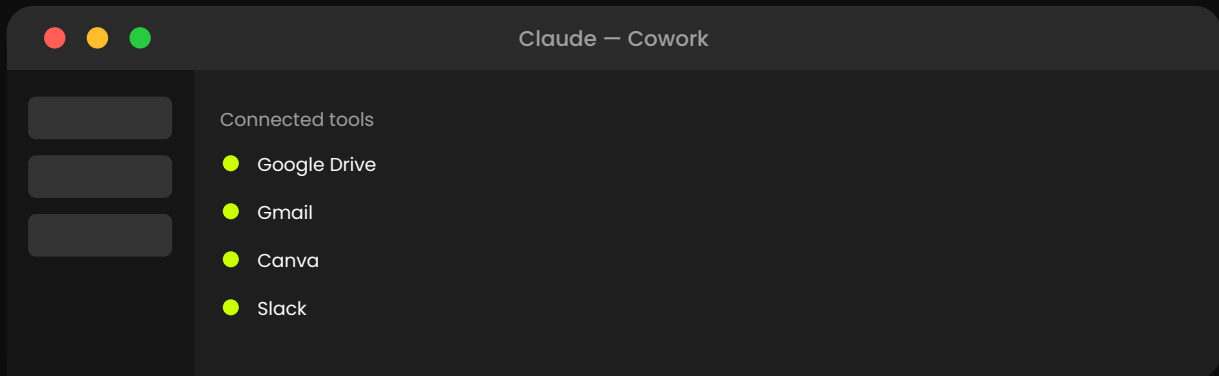 Claude — Cowork
Connected tools
Google Drive
Gmail
Canva
Slack